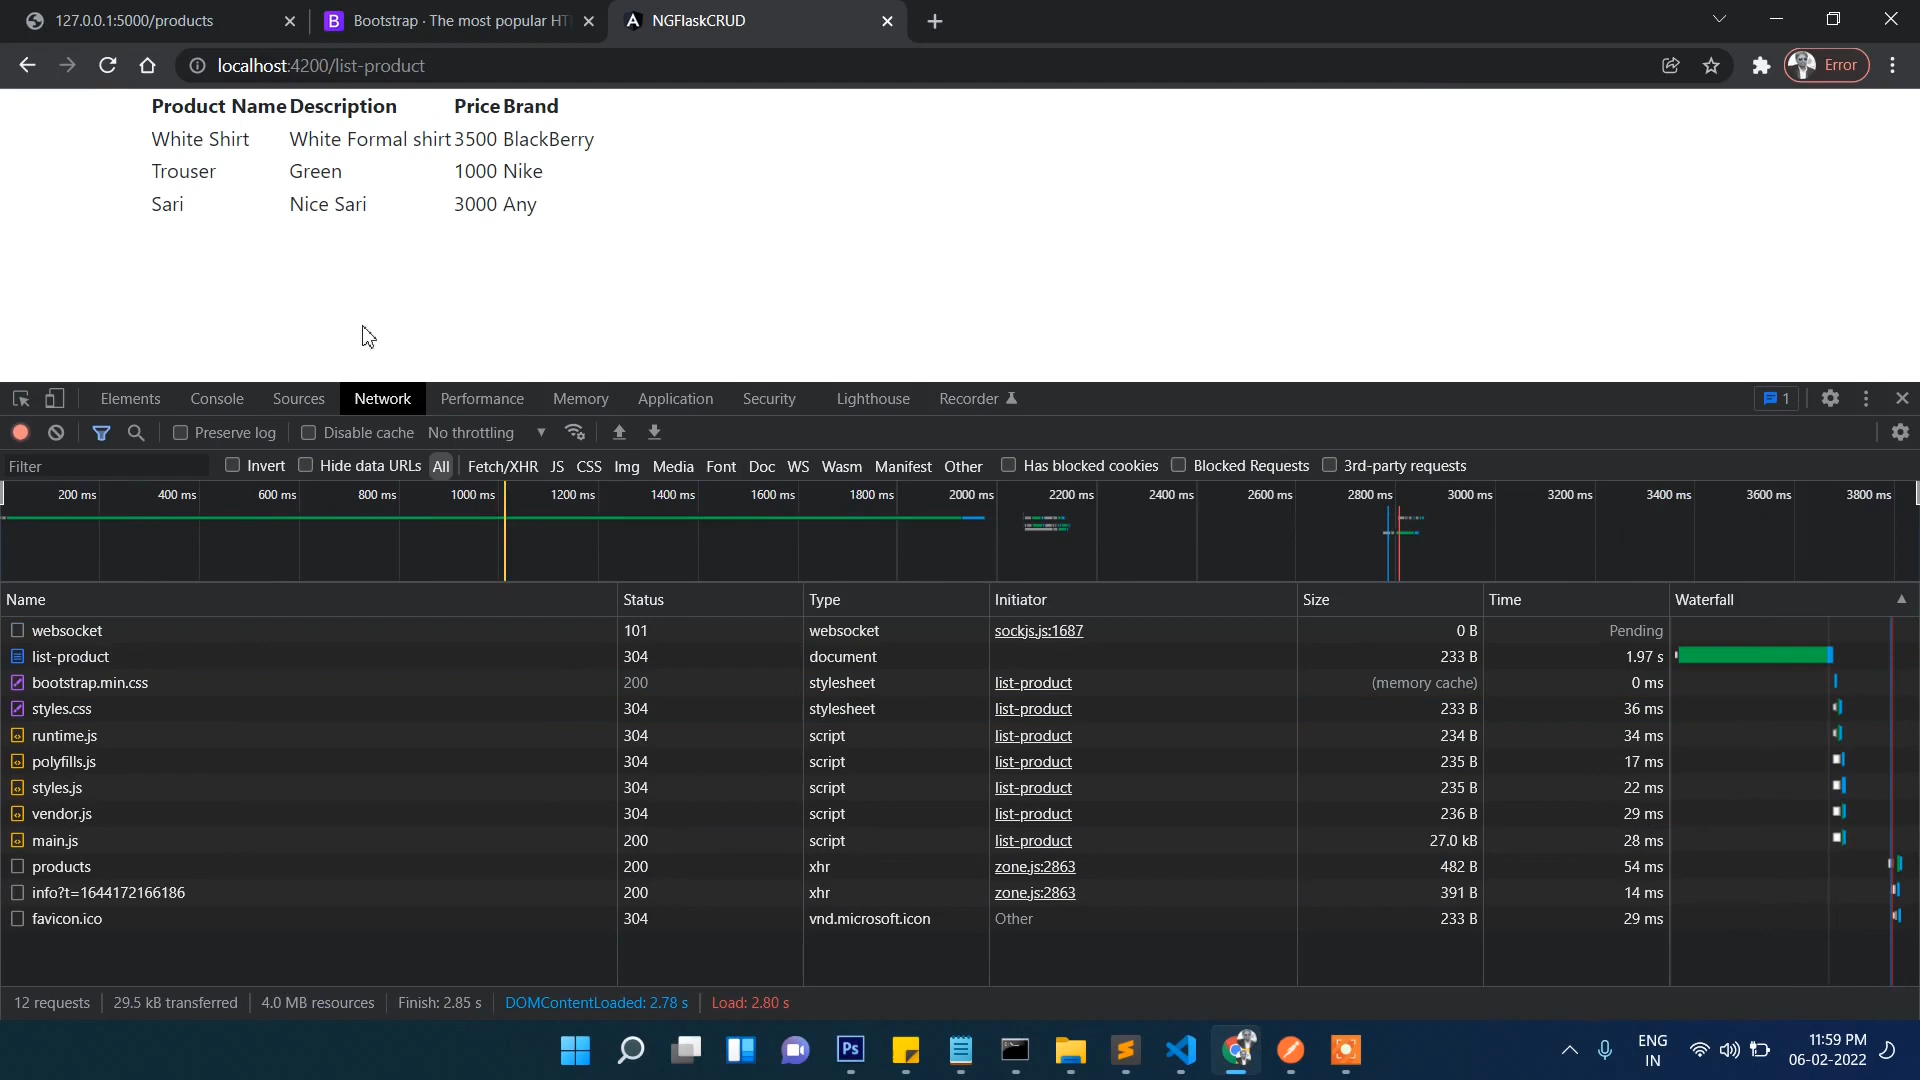 127.0.0.1:5000/products
Bootstrap · The most popular HT
NGFlaskCRUD
localhost:4200/list-product
Error
Product Name Description Price Brand
White Shirt White Formal shirt 3500 BlackBerry
Trouser Green 1000 Nike
Sari Nice Sari 3000 Any
Elements Console Sources Network Performance Memory Application Security Lighthouse Recorder 1
Preserve log Disable cache No throttling
Filter Invert Hide data URLs All Fetch/XHR JS CSS Img Media Font Doc WS Wasm Manifest Other Has blocked cookies Blocked Requests 3rd-party requests
200 ms 400 ms 600 ms 800 ms 1000 ms 1200 ms 1400 ms 1600 ms 1800 ms 2000 ms 2200 ms 2400 ms 2600 ms 2800 ms 3000 ms 3200 ms 3400 ms 3600 ms 3800 ms
Name Status Type Initiator Size Time Waterfall
websocket 101 websocket sockjs.js:1687 0 B Pending
list-product 304 document 233 B 1.97 s
bootstrap.min.css 200 stylesheet list-product (memory cache) 0 ms
styles.css 304 stylesheet list-product 233 B 36 ms
runtime.js 304 script list-product 234 B 34 ms
polyfills.js 304 script list-product 235 B 17 ms
styles.js 304 script list-product 235 B 22 ms
vendor.js 304 script list-product 236 B 29 ms
main.js 200 script list-product 27.0 kB 28 ms
products 200 xhr zone.js:2863 482 B 54 ms
info?t=1644172166186 200 xhr zone.js:2863 391 B 14 ms
favicon.ico 304 vnd.microsoft.icon Other 233 B 29 ms
12 requests 29.5 kB transferred 4.0 MB resources Finish: 2.85 s DOMContentLoaded: 2.78 s Load: 2.80 s
Ps
ENG
IN
11:59 PM
06-02-2022